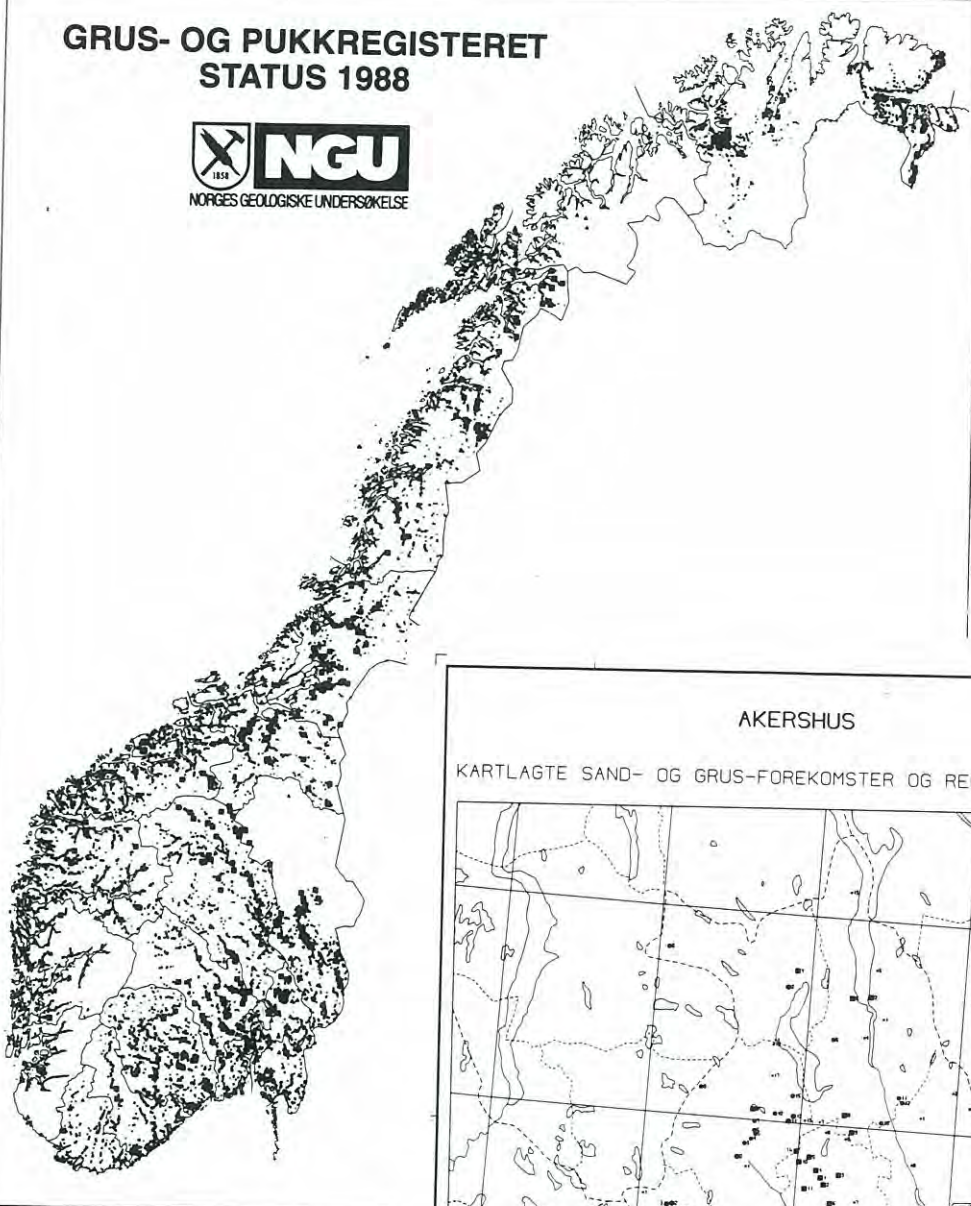 GRUS- OG PUKKREGISTERET
STATUS 1988
1858
NGU
NORGES GEOLOGISKE UNDERSØKELSE
AKERSHUS
KARTLAGTE SAND- OG GRUS-FOREKOMSTER OG RE